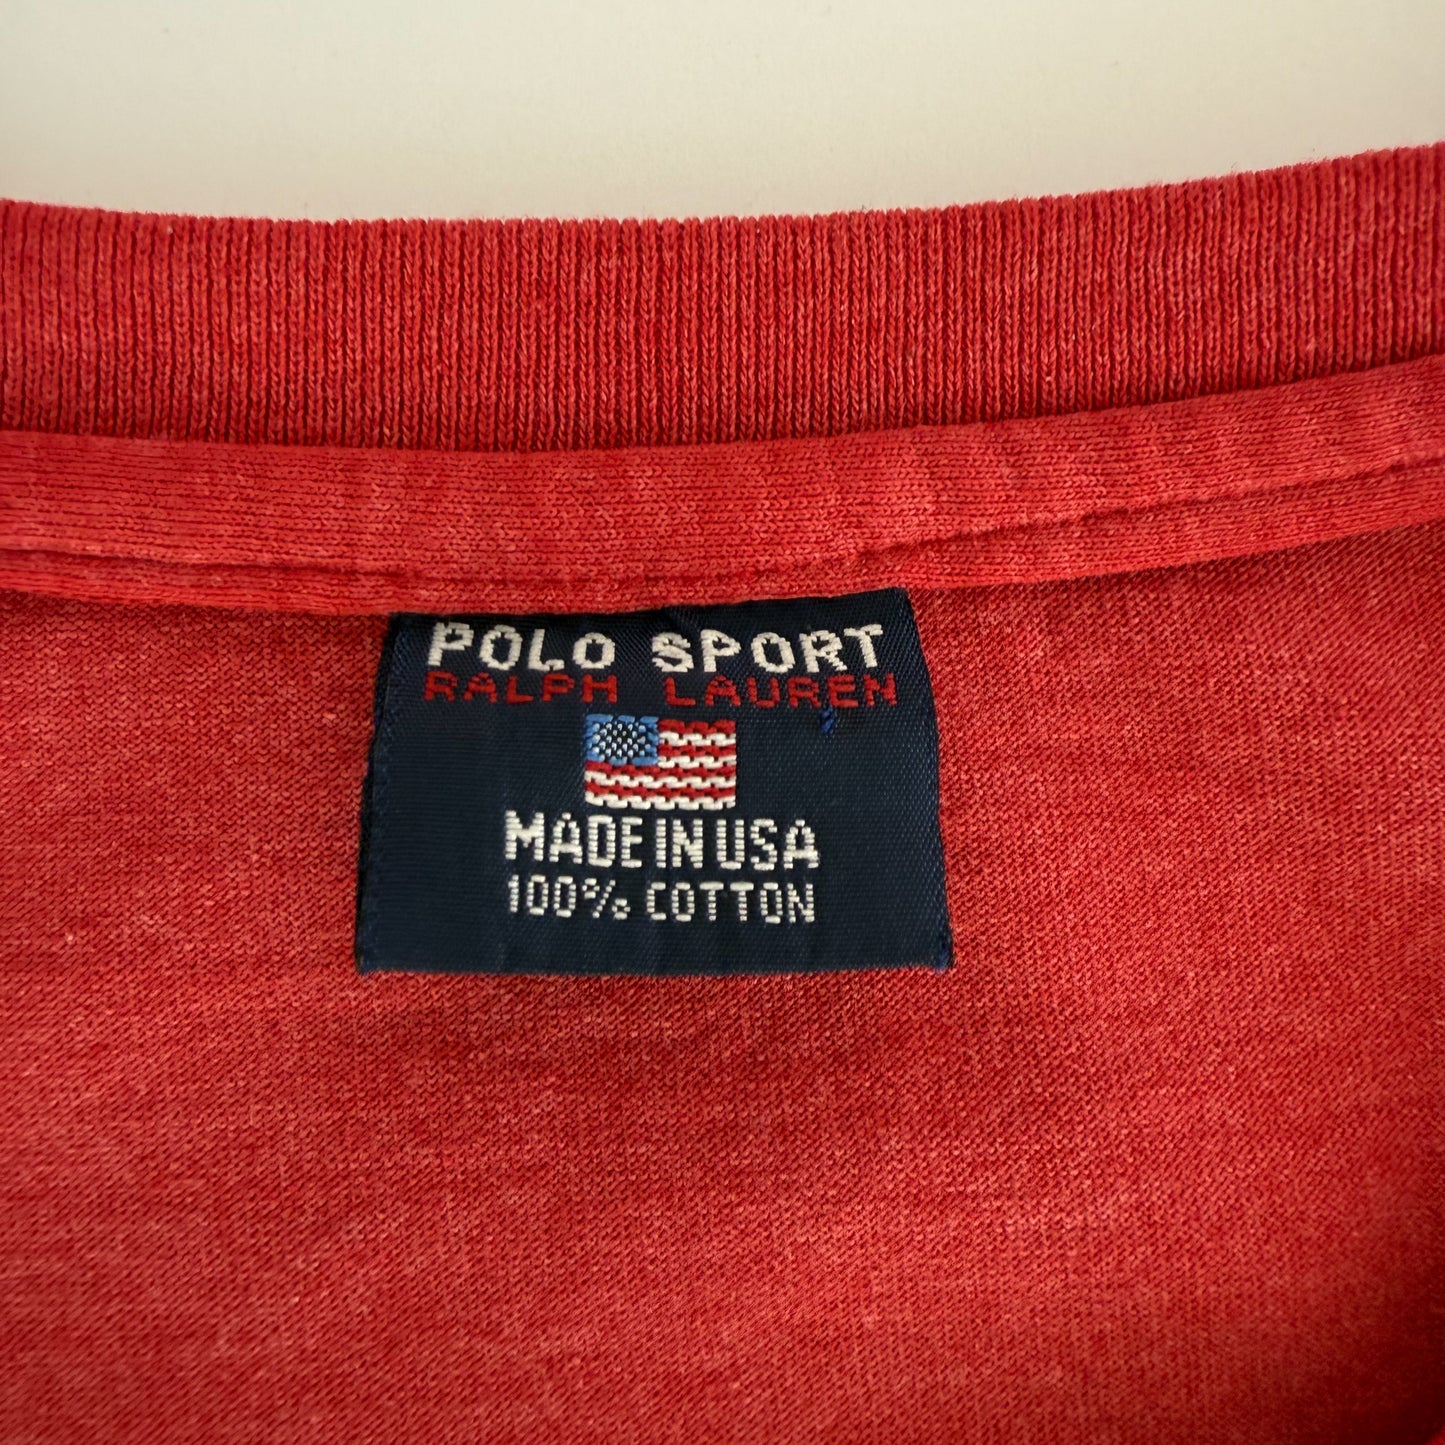 POLO SPORT
RALPH LAUREN
MADE IN USA
100% COTTON